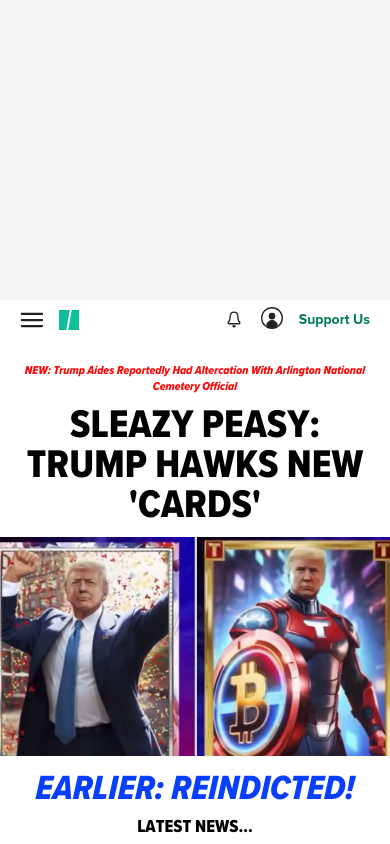 Support Us
NEW: Trump Aides Reportedly Had Altercation With Arlington National
Cemetery Official
SLEAZY PEASY:
TRUMP HAWKS NEW
'CARDS'
T
T
T
EARLIER: REINDICTED!
LATEST NEWS...